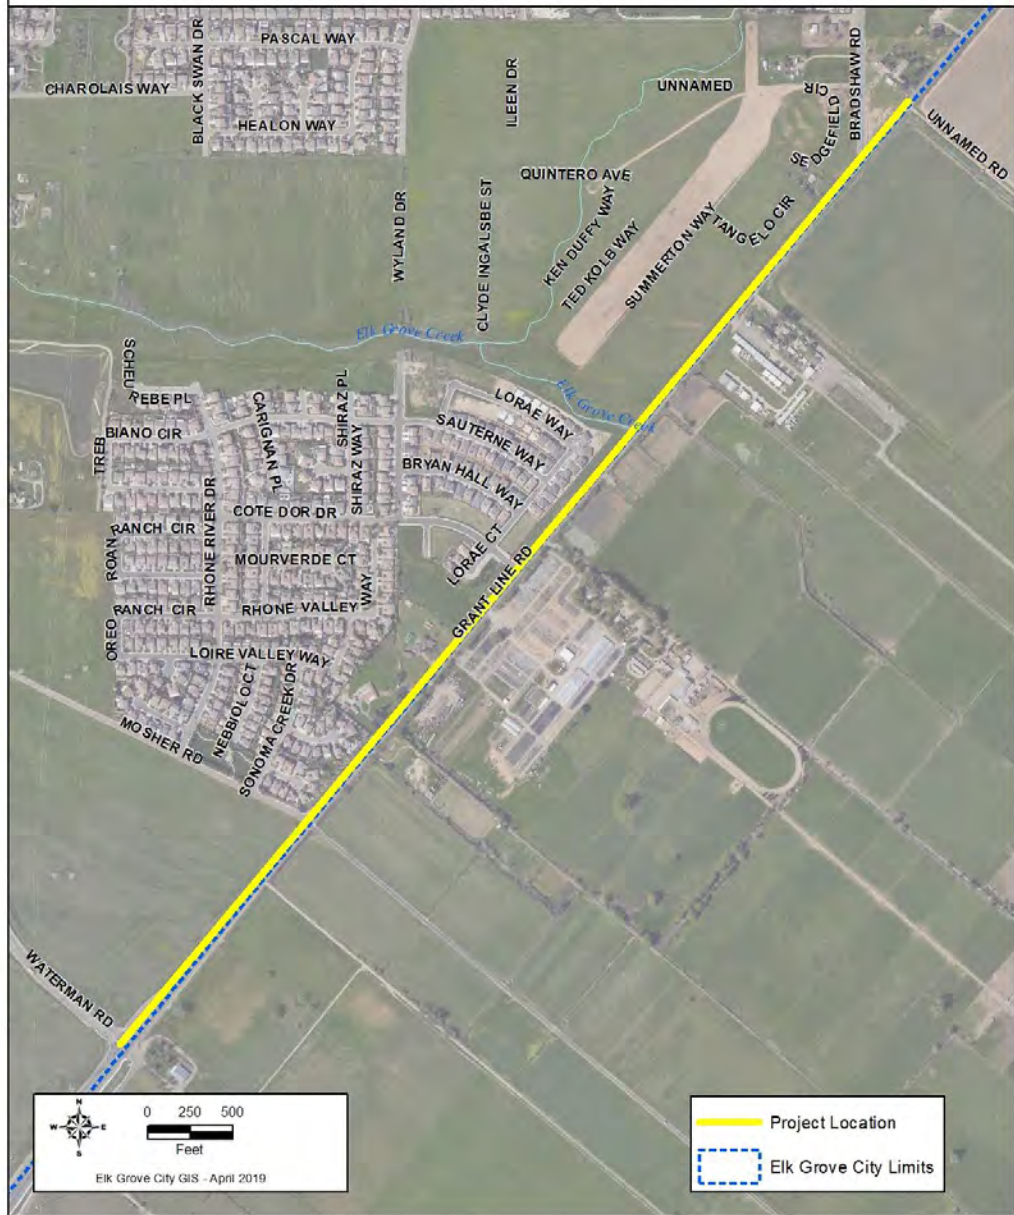 PASCAL WAY
BLACK SWAN DR
CHAROLAIS WAY
HEALON WAY
ILEEN DR
UNNAMED
SEDGEFIELD CIR
BRADSHAW RD
UNNAMED RD
QUINTERO AVE
WYLAND DR
CLYDE INGALSBE ST
KEN DUFFY WAY
TED KOLB WAY
SUMMERTON WAY
TANGELO CIR
Elk Grove Creek
Elk Grove Creek
SCHEU
REBE PL
TREB
BIANO CIR
CARIGNAN PL
SHIRAZ PL
SHIRAZ WAY
LORAE WAY
SAUTERNE WAY
BRYAN HALL WAY
COTE DOR DR
RHONE RIVER DR
ROAN RANCH CIR
MOURVERDE CT
LORAE CT
GRANT LINE RD
OREO RANCH CIR
RHONE VALLEY WAY
LOIRE VALLEY WAY
NEBBIOL CT
SONOMA CREEK DR
MOSHER RD
WATERMAN RD
N
W E
S
0 250 500
Feet
Elk Grove City GIS - April 2019
Project Location
Elk Grove City Limits